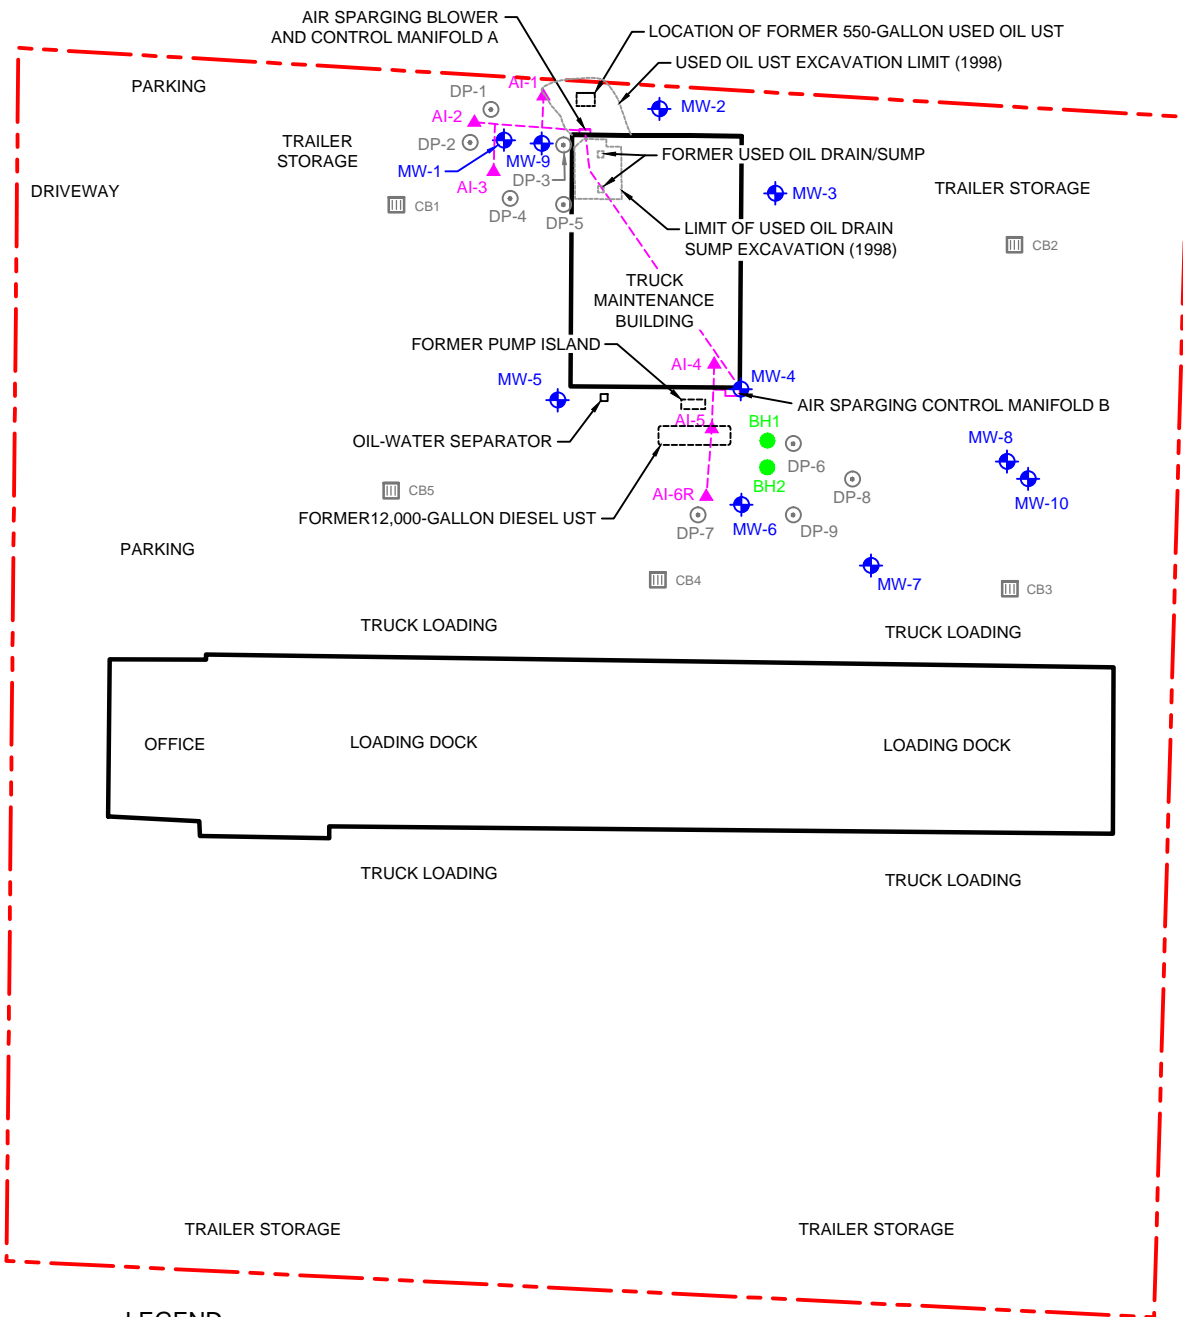 AIR SPARGING BLOWER
AND CONTROL MANIFOLD A
LOCATION OF FORMER 550-GALLON USED OIL UST
USED OIL UST EXCAVATION LIMIT (1998)
PARKING
AI-1
DP-1
AI-2
MW-2
TRAILER
STORAGE
DP-2
MW-1
MW-9
FORMER USED OIL DRAIN/SUMP
DP-3
AI-3
DRIVEWAY
TRAILER STORAGE
MW-3
CB1
DP-4
DP-5
LIMIT OF USED OIL DRAIN
SUMP EXCAVATION (1998)
CB2
TRUCK
MAINTENANCE
BUILDING
FORMER PUMP ISLAND
AI-4
MW-5
MW-4
AIR SPARGING CONTROL MANIFOLD B
AI-5
BH1
MW-8
OIL-WATER SEPARATOR
DP-6
BH2
CB5
AI-6R
DP-8
MW-10
FORMER12,000-GALLON DIESEL UST
DP-7
MW-6
DP-9
PARKING
CB4
MW-7
CB3
TRUCK LOADING
TRUCK LOADING
OFFICE
LOADING DOCK
LOADING DOCK
TRUCK LOADING
TRUCK LOADING
TRAILER STORAGE
TRAILER STORAGE
LEGEND